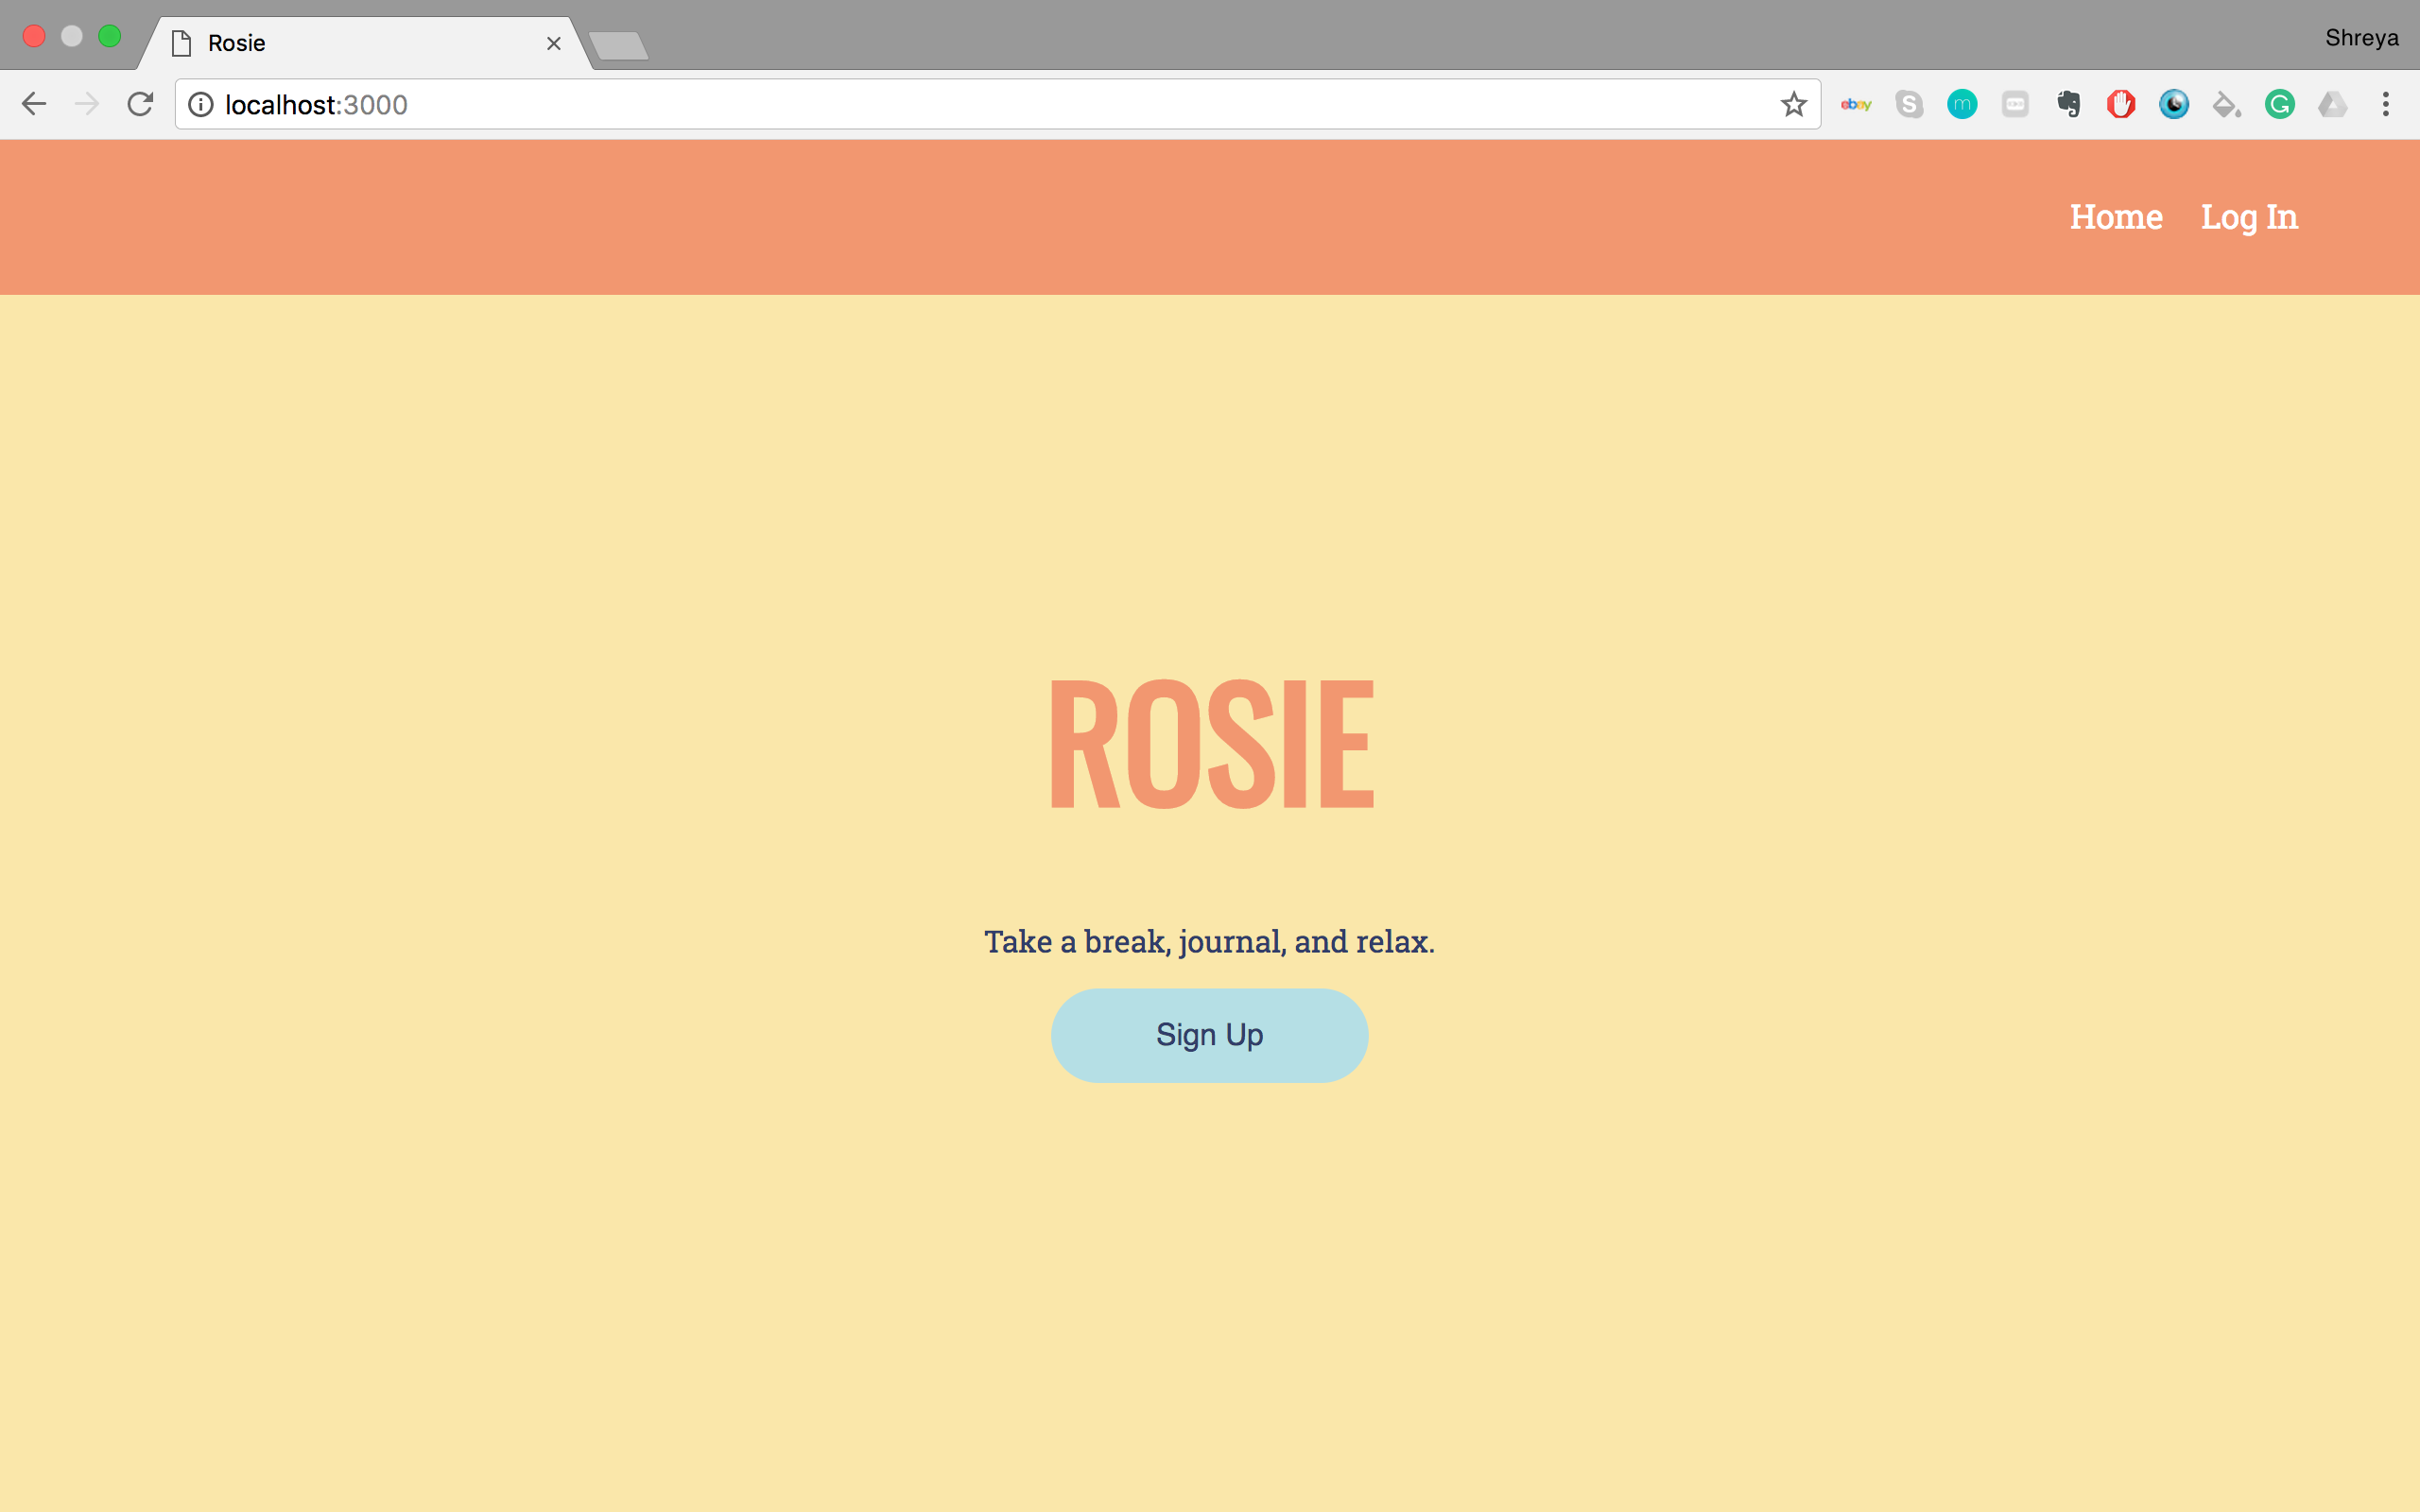 Rosie
Shreya
localhost:3000
ebay
S
m
G
Home
Log In
ROSIE
Take a break, journal, and relax.
Sign Up